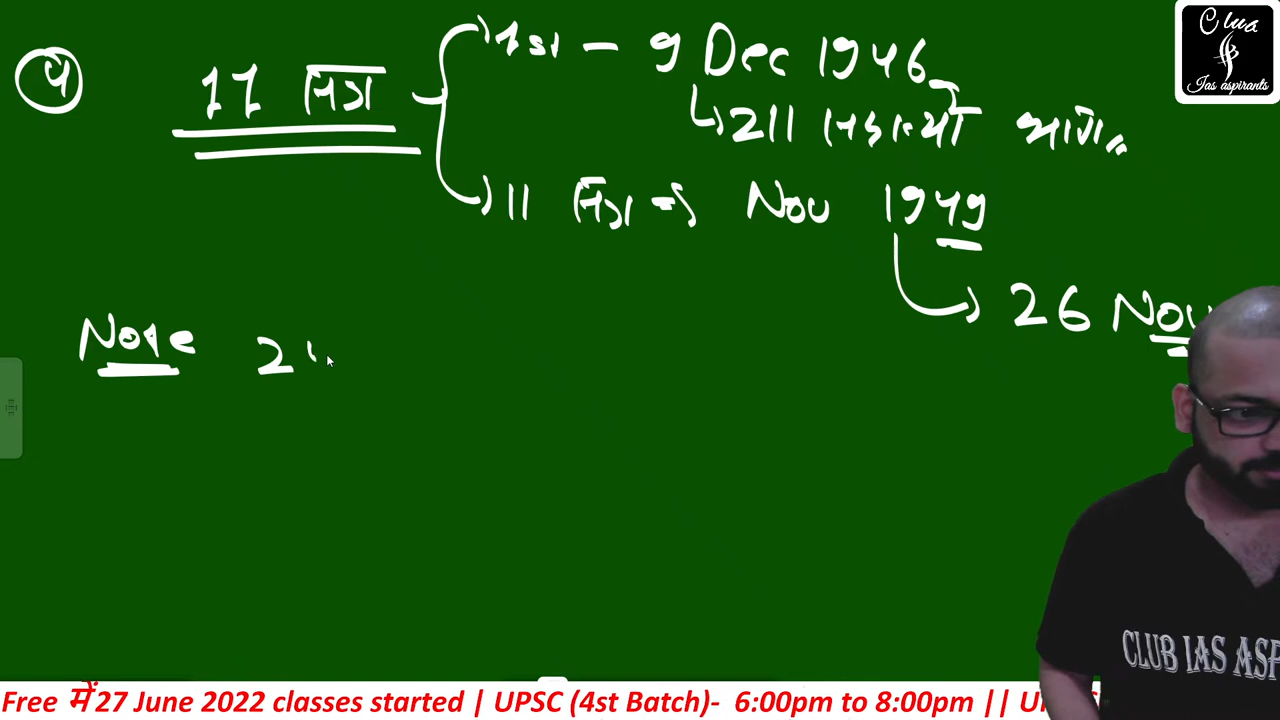 Club
Ias aspirants
④ 11 सत्र
1st – 9 Dec 1946
↳ 211 सदस्यों भाग
11 सत्र → Nov 1949
↳ 26 Nov
Note 2
CLUB IAS ASP
Free में 27 June 2022 classes started | UPSC (4st Batch)- 6:00pm to 8:00pm ||